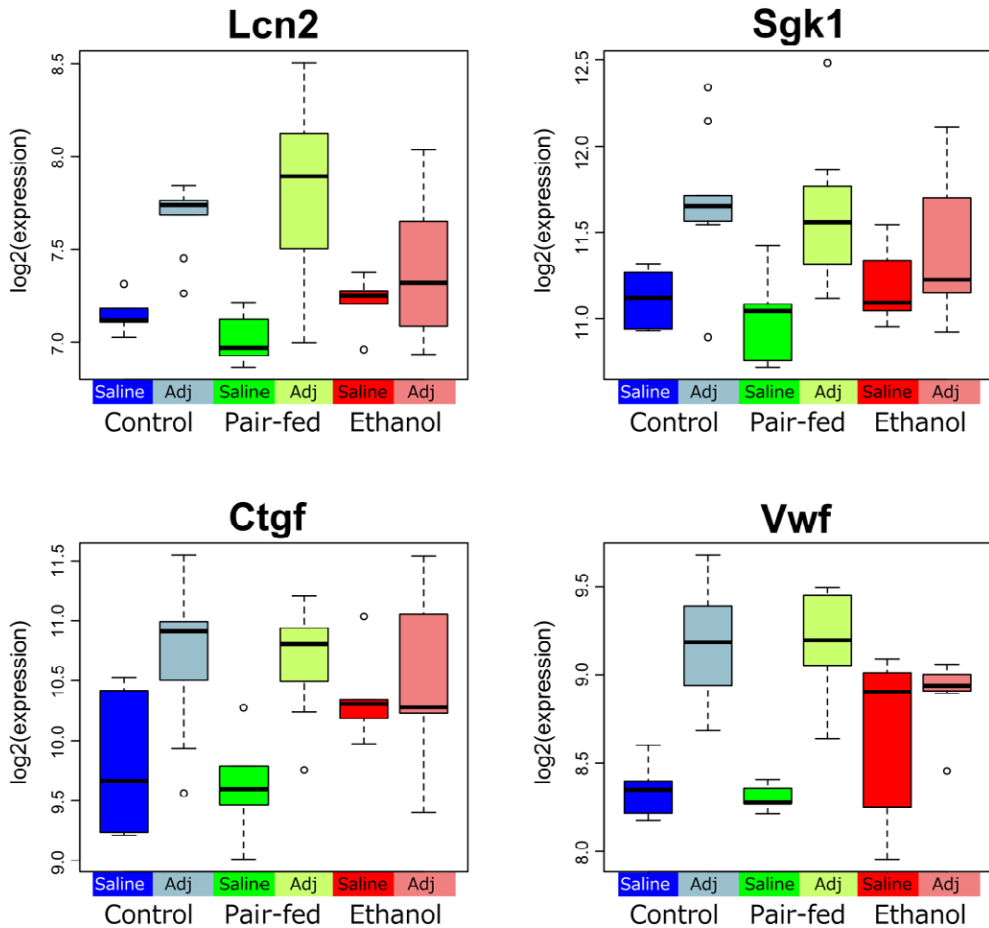 Lcn2
log2(expression)
8.5
8.0
7.5
7.0
Saline Adj Saline Adj Saline Adj
Control Pair-fed Ethanol
Sgk1
log2(expression)
12.5
12.0
11.5
11.0
Saline Adj Saline Adj Saline Adj
Control Pair-fed Ethanol
Ctgf
log2(expression)
11.5
11.0
10.5
10.0
9.5
9.0
Saline Adj Saline Adj Saline Adj
Control Pair-fed Ethanol
Vwf
log2(expression)
9.5
9.0
8.5
8.0
Saline Adj Saline Adj Saline Adj
Control Pair-fed Ethanol